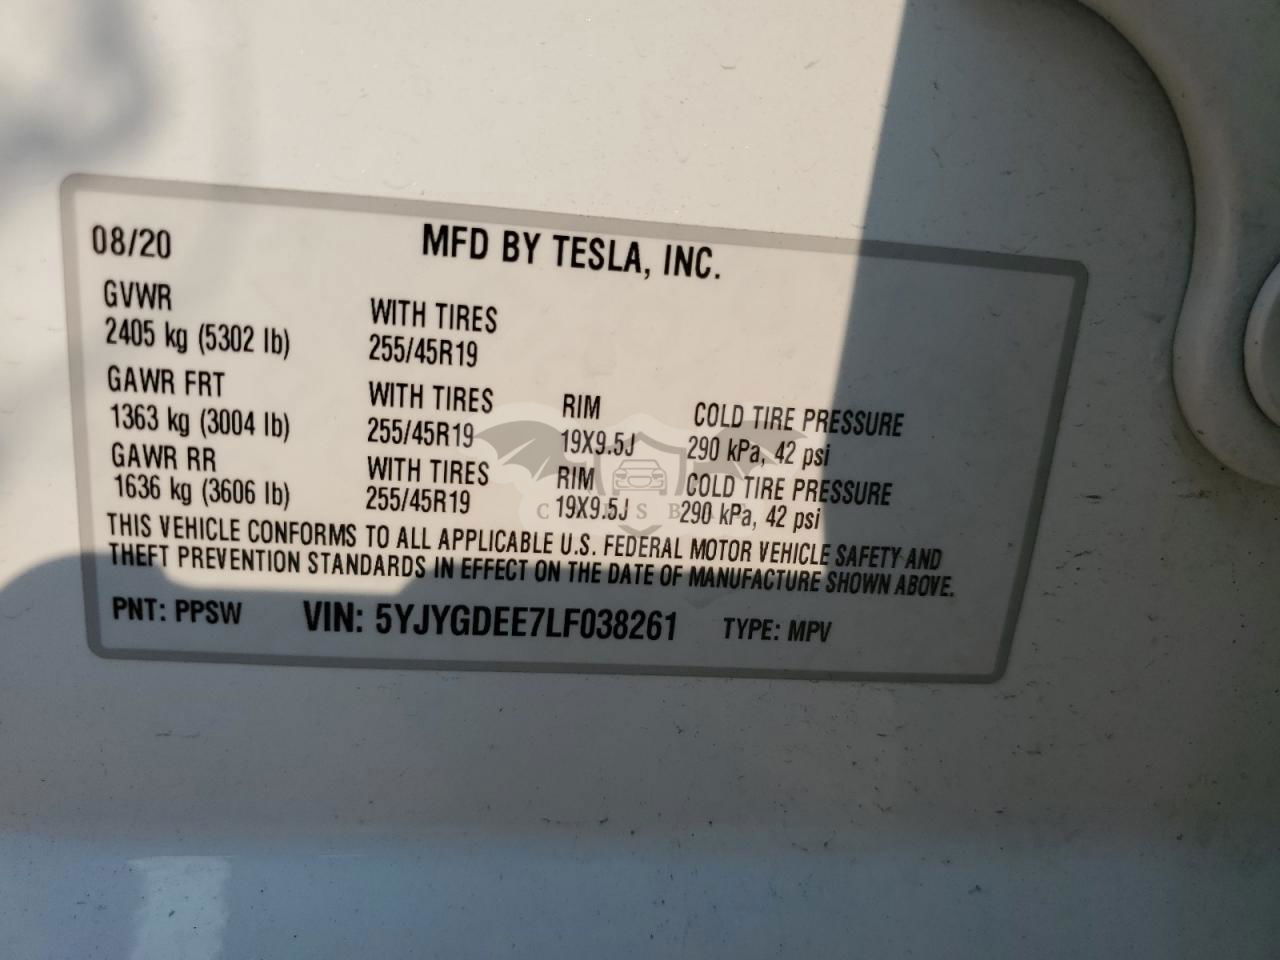 08/20 MFD BY TESLA, INC.
GVWR WITH TIRES
2405 kg (5302 lb) 255/45R19
GAWR FRT WITH TIRES RIM COLD TIRE PRESSURE
1363 kg (3004 lb) 255/45R19 19X9.5J 290 kPa, 42 psi
GAWR RR WITH TIRES RIM COLD TIRE PRESSURE
1636 kg (3606 lb) 255/45R19 19X9.5J 290 kPa, 42 psi
THIS VEHICLE CONFORMS TO ALL APPLICABLE U.S. FEDERAL MOTOR VEHICLE SAFETY AND
THEFT PREVENTION STANDARDS IN EFFECT ON THE DATE OF MANUFACTURE SHOWN ABOVE.
PNT: PPSW VIN: 5YJYGDEE7LF038261 TYPE: MPV